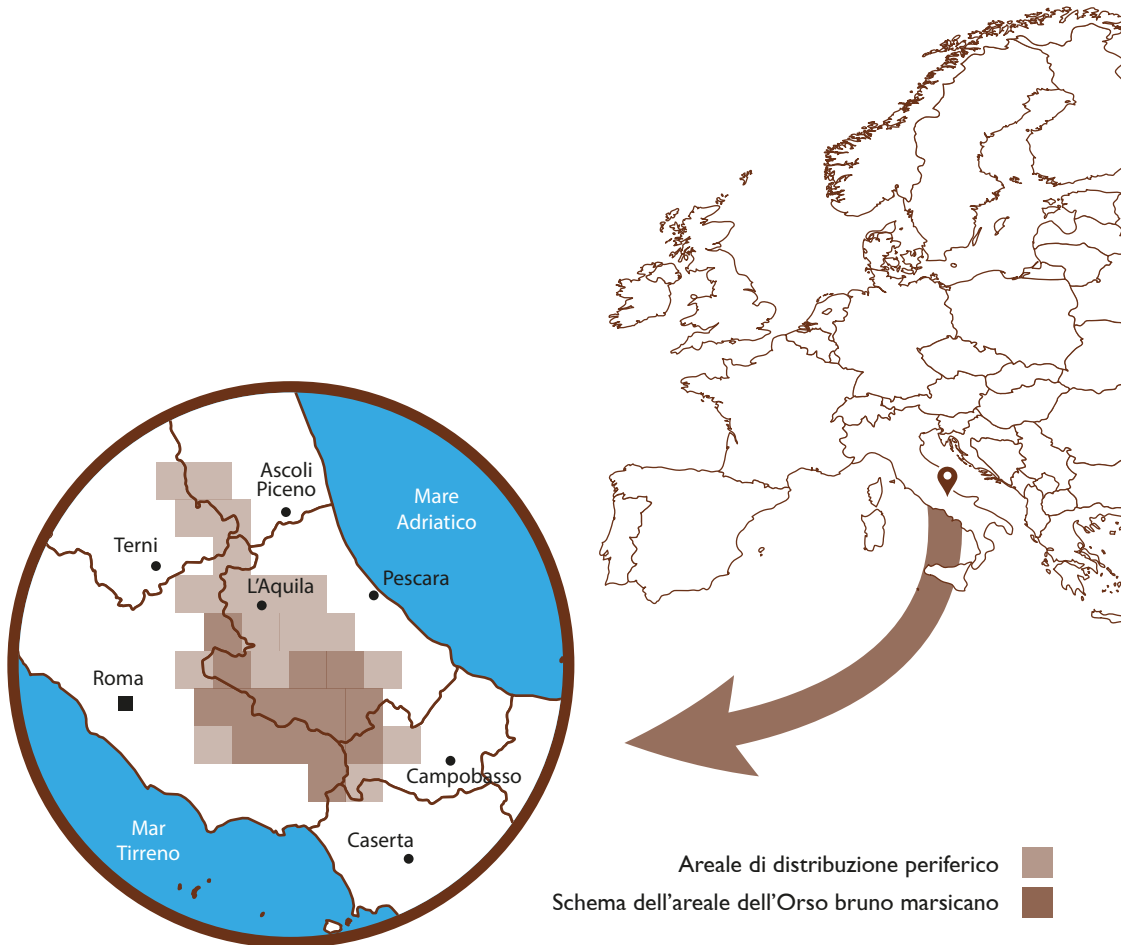 Ascoli
Piceno
Mare
Adriatico
Terni
L'Aquila
Pescara
Roma
Campobasso
Mar
Tirreno
Caserta
Areale di distribuzione periferico
Schema dell'areale dell'Orso bruno marsicano